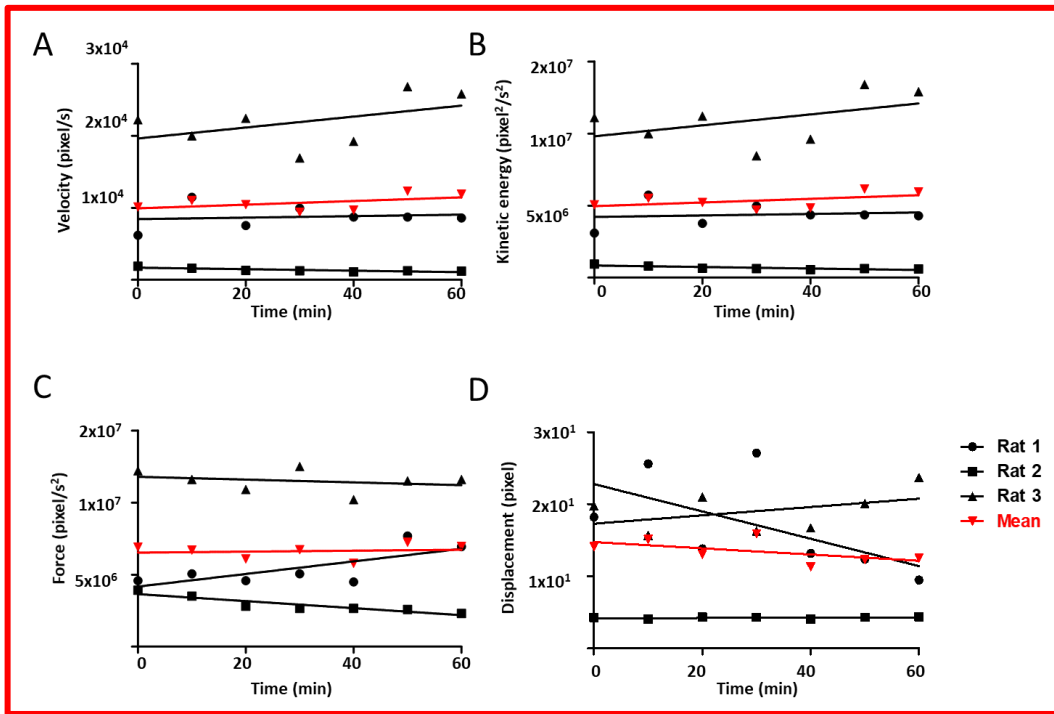 A
Velocity (pixel/s)
3x10⁴
2x10⁴
1x10⁴
0 20 40 60
Time (min)
B
Kinetic energy (pixel²/s²)
2x10⁷
1x10⁷
5x10⁶
0 20 40 60
Time (min)
C
Force (pixel/s²)
2x10⁷
1x10⁷
5x10⁶
0 20 40 60
Time (min)
D
Displacement (pixel)
3x10¹
2x10¹
1x10¹
0 20 40 60
Time (min)
Rat 1
Rat 2
Rat 3
Mean